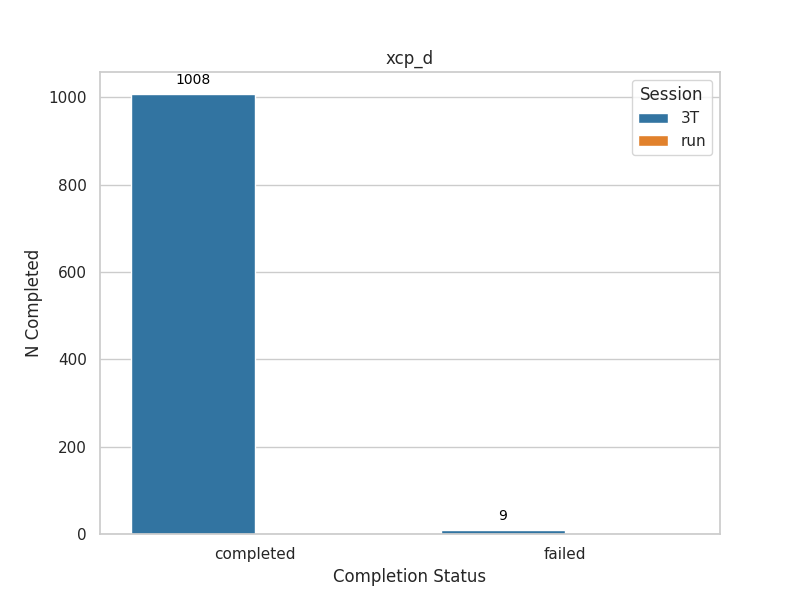 xcp_d
1008
Session
3T
run
1000
800
600
400
200
0
N Completed
9
completed
failed
Completion Status